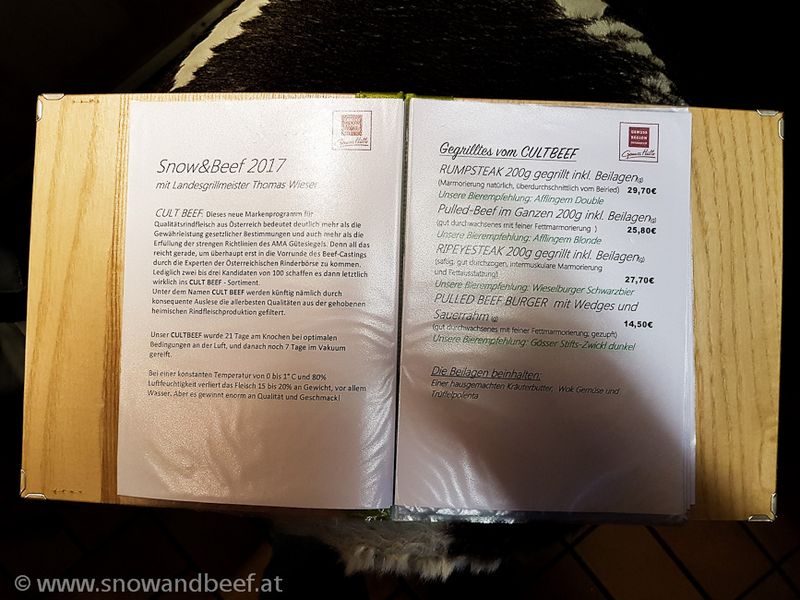 Snow&Beef 2017
mit Landesgrillmeister Thomas Wieser
CULT BEEF. Dieses neue Markenprogramm für
Qualitätsrindfleisch aus Österreich bedeutet deutlich mehr als die
Gewährleistung gesetzlicher Bestimmungen und auch mehr als die
Erfüllung der strengen Richtlinien des AMA Gütesiegels. Denn all das
reicht gerade, um überhaupt erst in die Vorrunde des Beef-Castings
durch die Experten der Österreichischen Rinderbörse zu kommen.
Lediglich zwei bis drei Kandidaten von 100 schaffen es dann letztlich
wirklich ins CULT BEEF - Sortiment.
Unter dem Namen CULT BEEF werden künftig nämlich durch
konsequente Auslese die allerbesten Qualitäten aus der gehobenen
heimischen Rindfleischproduktion gefiltert.
Unser CULTBEEF wurde 21 Tage am Knochen bei optimalen
Bedingungen an der Luft, und danach noch 7 Tage im Vakuum
gereift.
Bei einer konstanten Temperatur von 0 bis 1° C und 80%
Luftfeuchtigkeit verliert das Fleisch 15 bis 20% an Gewicht, vor allem
Wasser. Aber es gewinnt enorm an Qualität und Geschmack!
GENUSS
REGION
ÖSTERREICH
Genuss Hütte
Gegrilltes vom CULTBEEF
RUMPSTEAK 200g gegrillt inkl. Beilagen(g)
(Marmorierung natürlich, überdurchschnittlich vom Beiried) 29,70€
Unsere Bierempfehlung: Afflingem Double
Pulled-Beef im Ganzen 200g inkl. Beilagen(g)
(gut durchwachsenes mit feiner Fettmarmorierung ) 25,80€
Unsere Bierempfehlung: Afflingem Blonde
RIPEYESTEAK 200g gegrillt inkl. Beilagen(g)
(saftig, gut durchzogen, intermuskulare Marmorierung
und Fettausstattung) 27,70€
Unsere Bierempfehlung: Wieselburger Schwarzbier
PULLED BEEF BURGER mit Wedges und
Sauerrahm (g) 14,50€
(gut durchwachsenes mit feiner Fettmarmorierung, gezupft)
Unsere Bierempfehlung: Gösser Stifts-Zwickl dunkel
Die Beilagen beinhalten:
Einer hausgemachten Kräuterbutter, Wok Gemüse und
Trüffelpolenta
© www.snowandbeef.at